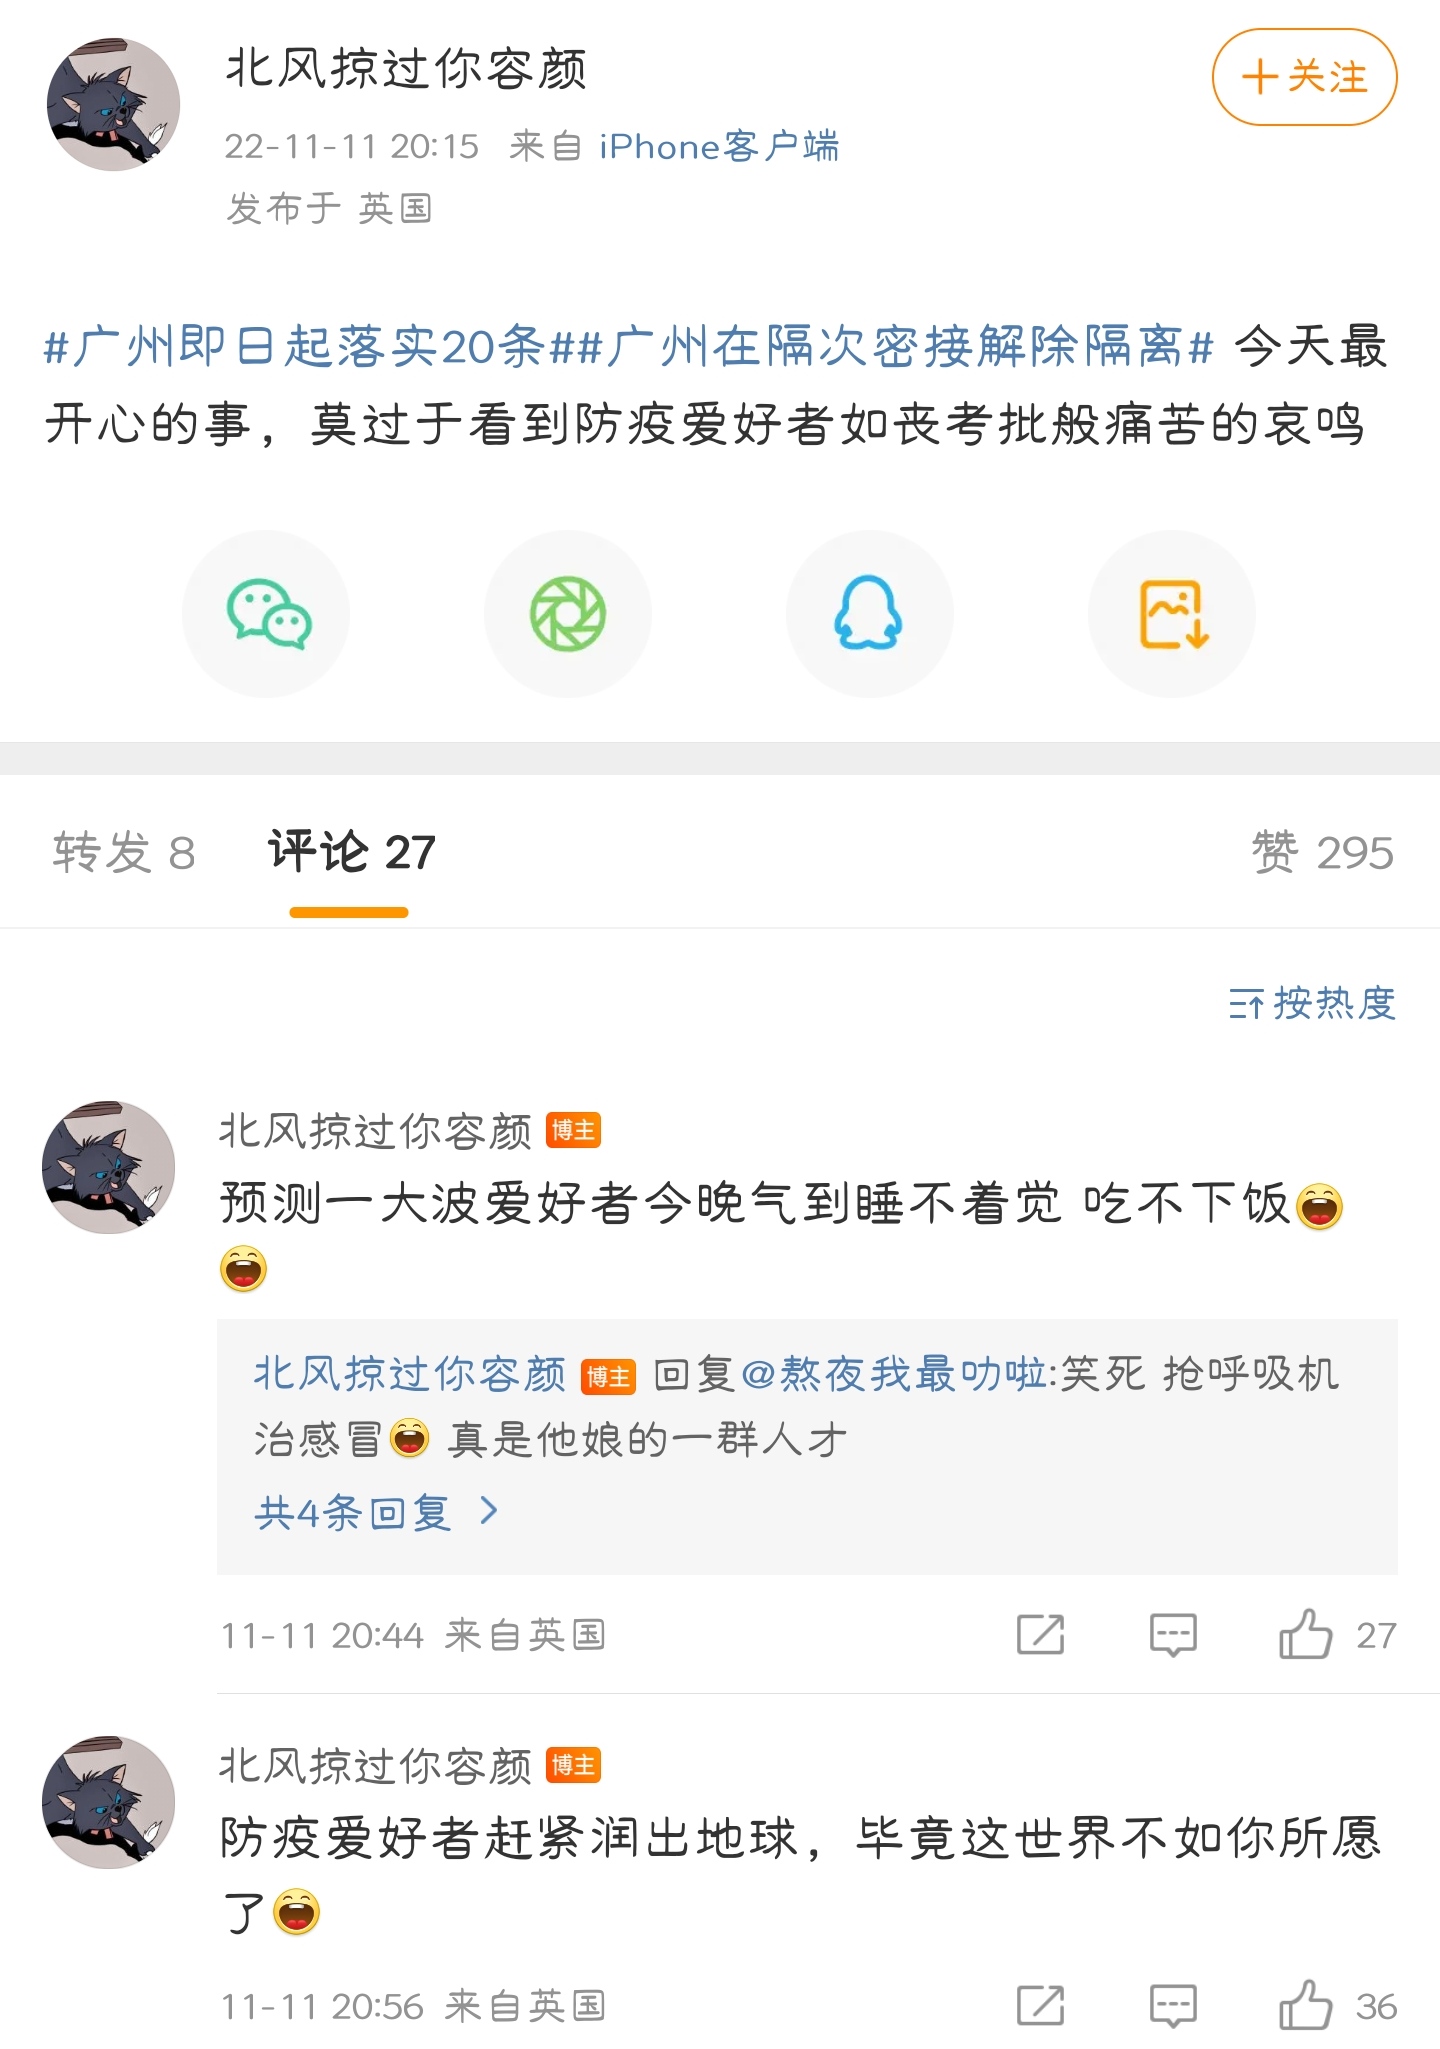 北风掠过你容颜
+关注
22-11-11 20:15 来自 iPhone客户端
发布于 英国
#广州即日起落实20条##广州在隔次密接解除隔离# 今天最
开心的事，莫过于看到防疫爱好者如丧考批般痛苦的哀鸣
转发 8 评论 27 赞 295
按热度
北风掠过你容颜 博主
预测一大波爱好者今晚气到睡不着觉 吃不下饭😄
😄
北风掠过你容颜 博主 回复@熬夜我最叻啦:笑死 抢呼吸机
治感冒😄 真是他娘的一群人才
共4条回复 >
11-11 20:44 来自英国 27
北风掠过你容颜 博主
防疫爱好者赶紧润出地球，毕竟这世界不如你所愿
了😄
11-11 20:56 来自英国 36